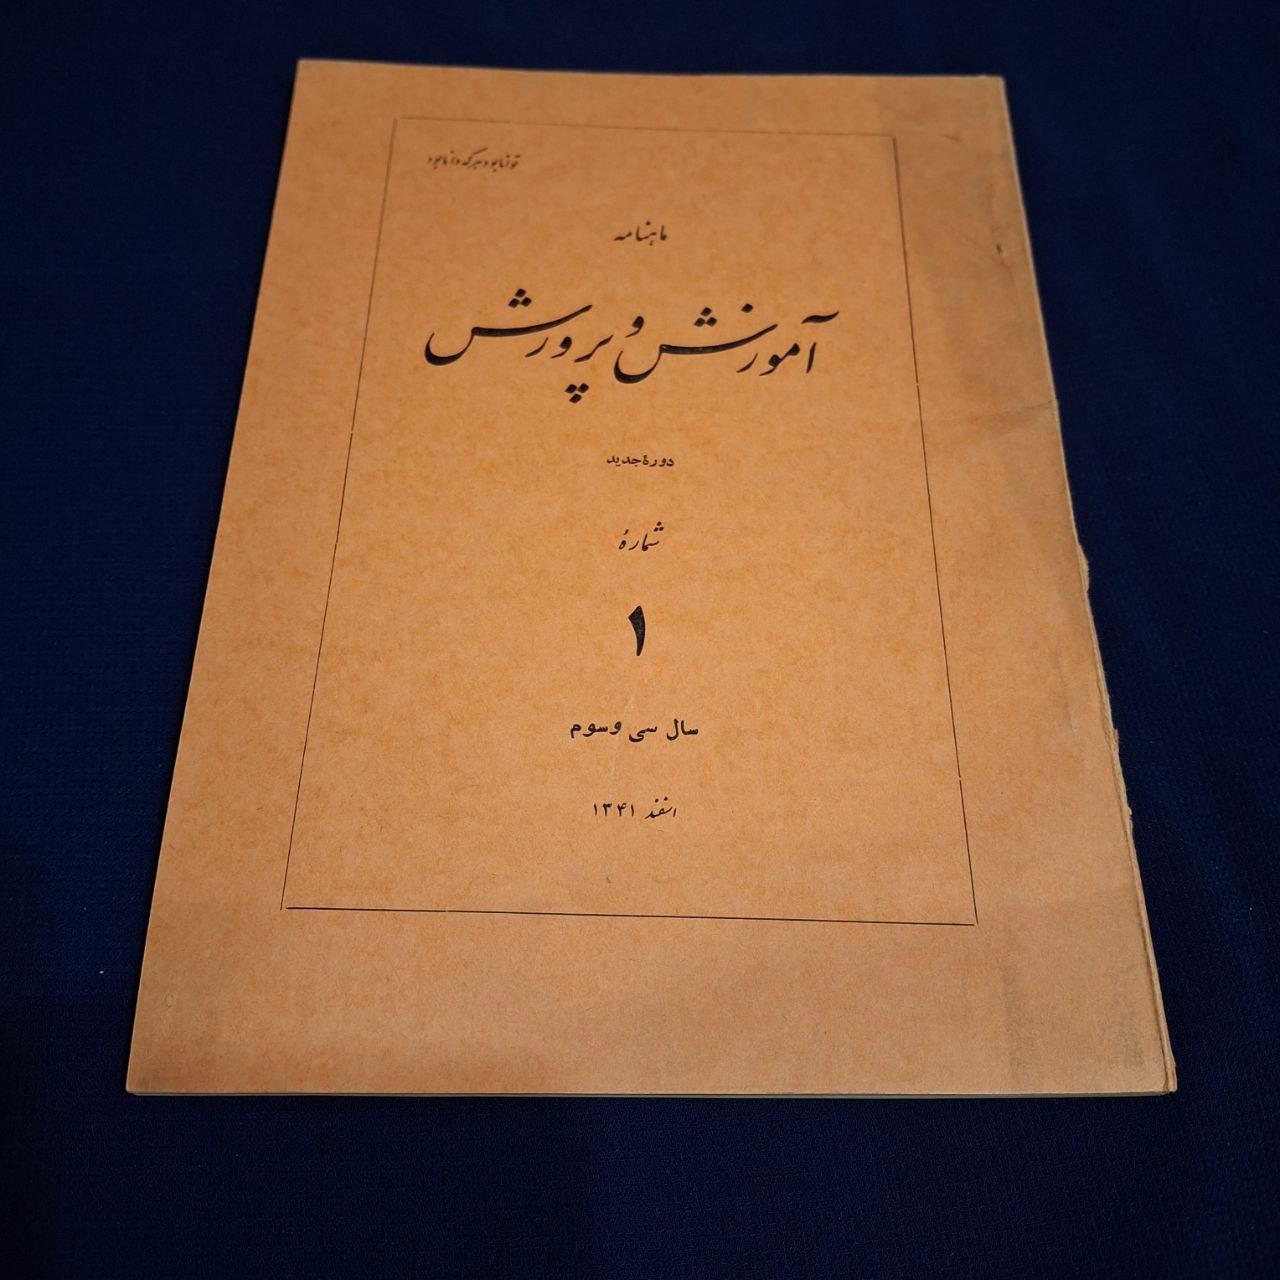 توانا بود هر که دانا بود
ماهنامه
آموزش و پرورش
دورهٔ جدید
شمارهٔ
۱
سال سی و سوم
اسفند ۱۳۴۱